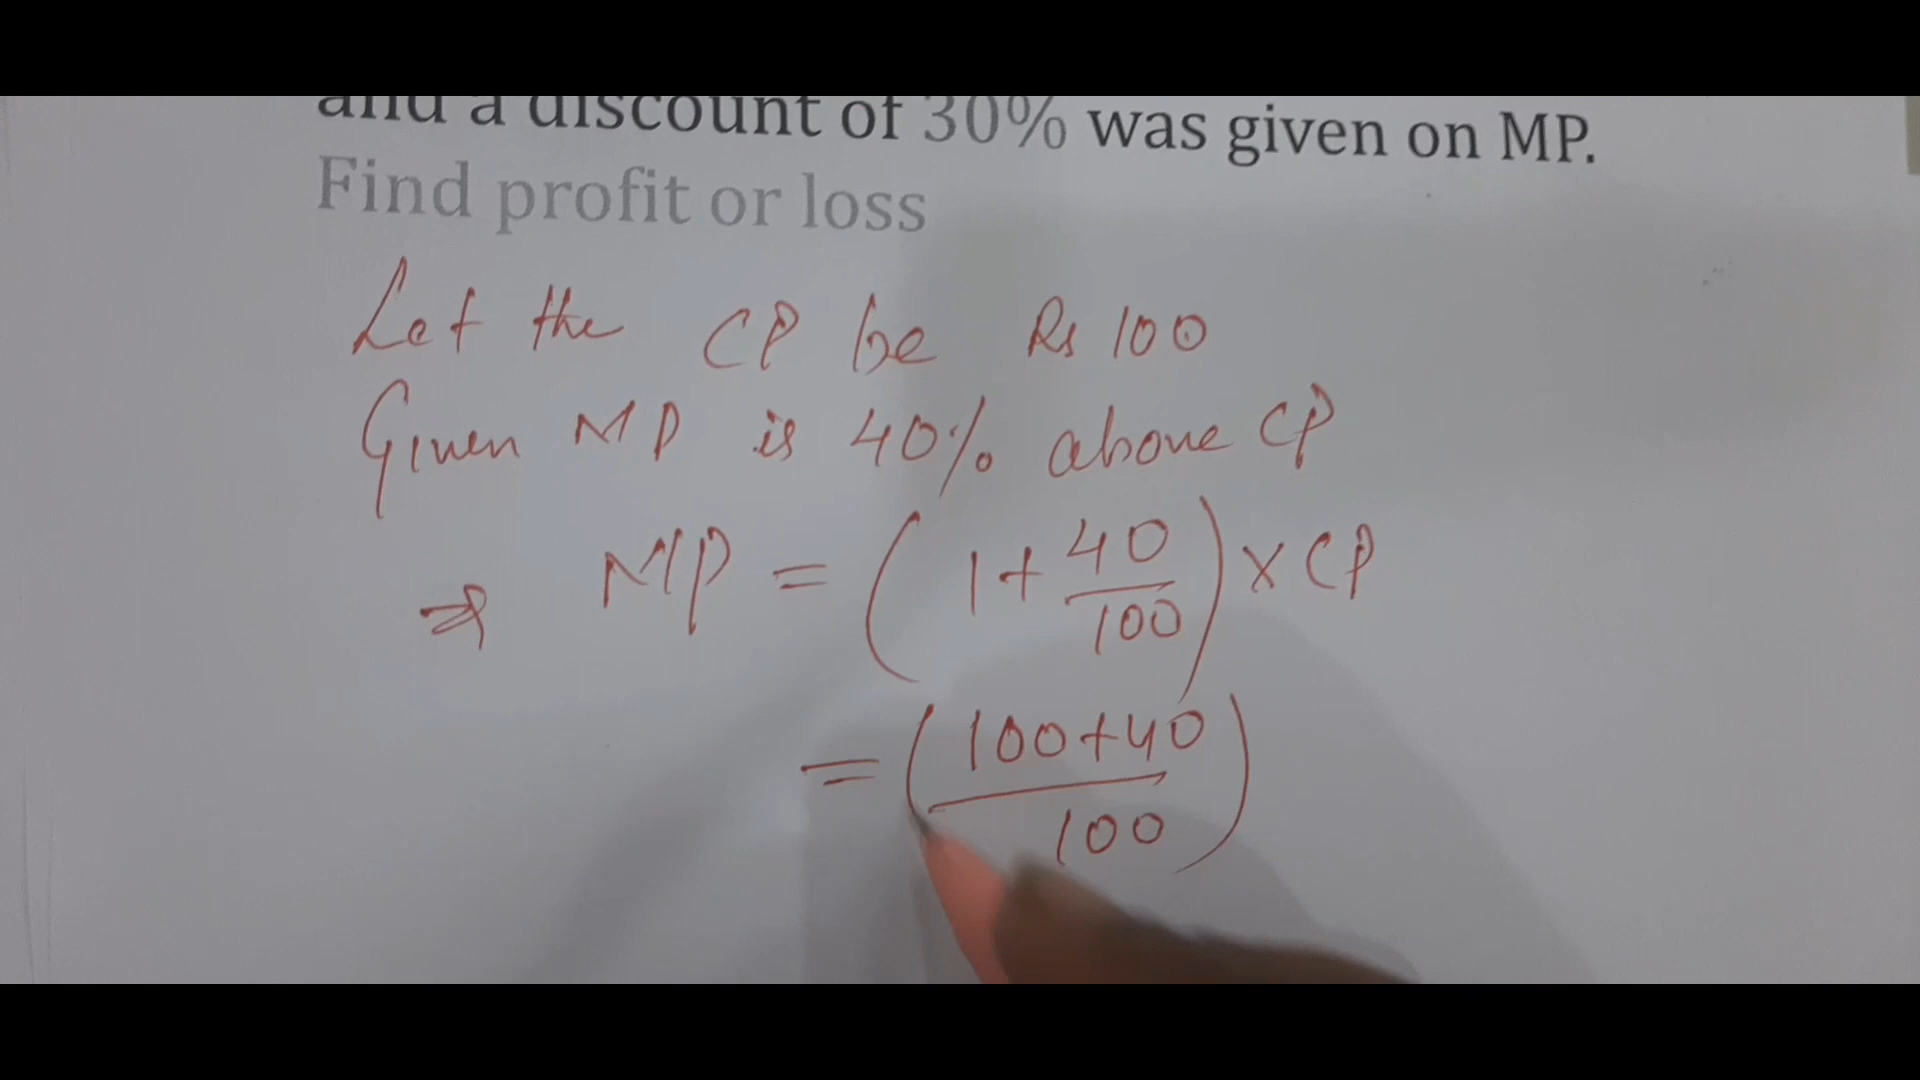 and a discount of 30% was given on MP.
Find profit or loss
Let the CP be Rs 100
Given MP is 40% above CP
⇒ MP = (1+40/100) × CP
= (100+40/100)